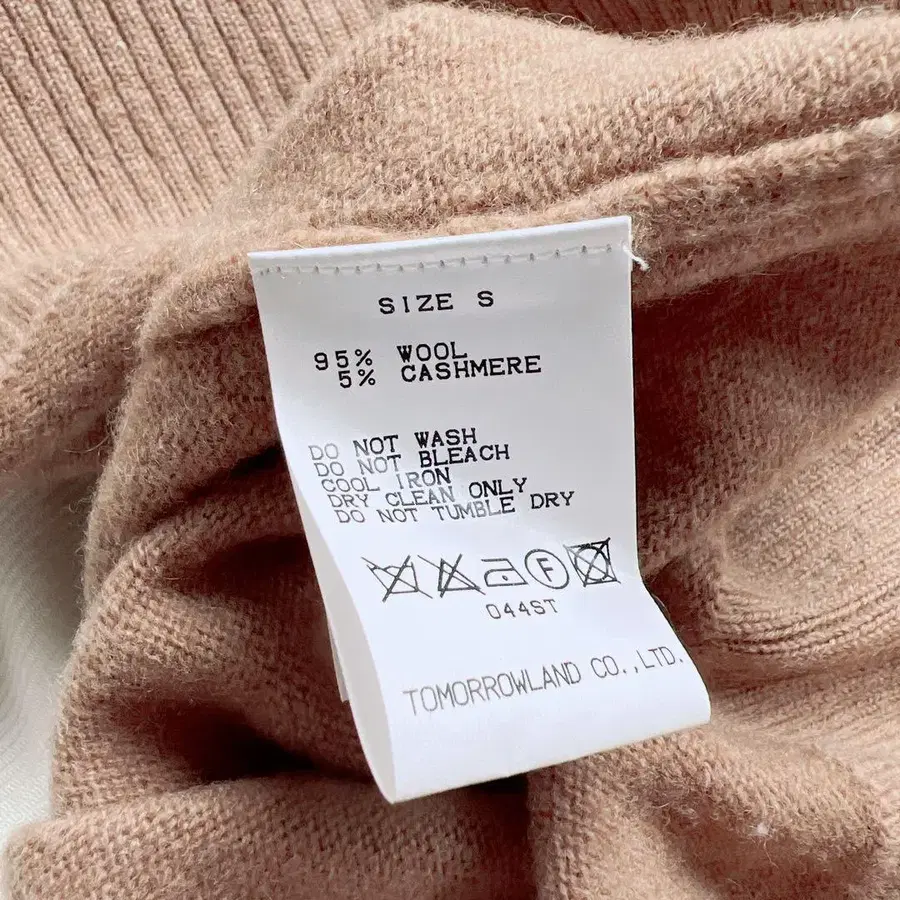 SIZE S
95% WOOL
5% CASHMERE
DO NOT WASH
DO NOT BLEACH
COOL IRON
DRY CLEAN ONLY
DO NOT TUMBLE DRY
F
044ST
TOMORROWLAND CO.,LTD.